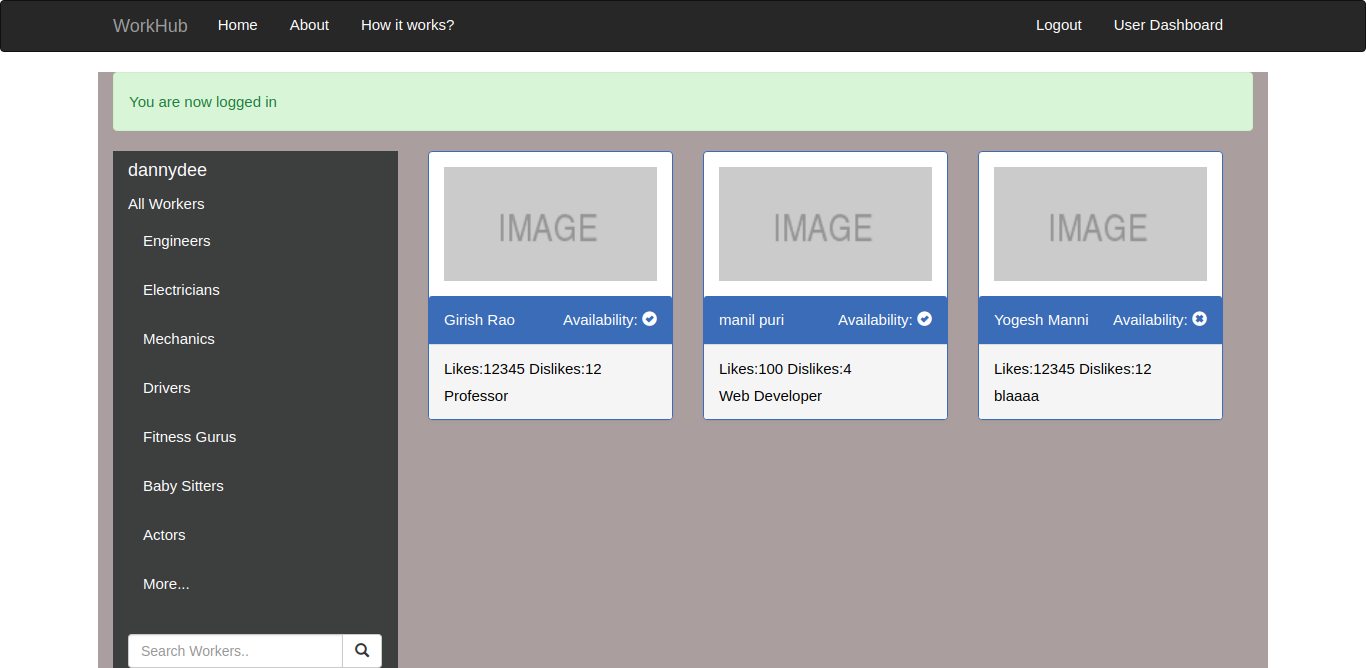 WorkHub Home About How it works? Logout User Dashboard
You are now logged in
dannydee
All Workers
Engineers
Electricians
Mechanics
Drivers
Fitness Gurus
Baby Sitters
Actors
More...
Search Workers..
IMAGE
Girish Rao Availability:
Likes:12345 Dislikes:12
Professor
IMAGE
manil puri Availability:
Likes:100 Dislikes:4
Web Developer
IMAGE
Yogesh Manni Availability:
Likes:12345 Dislikes:12
blaaaa